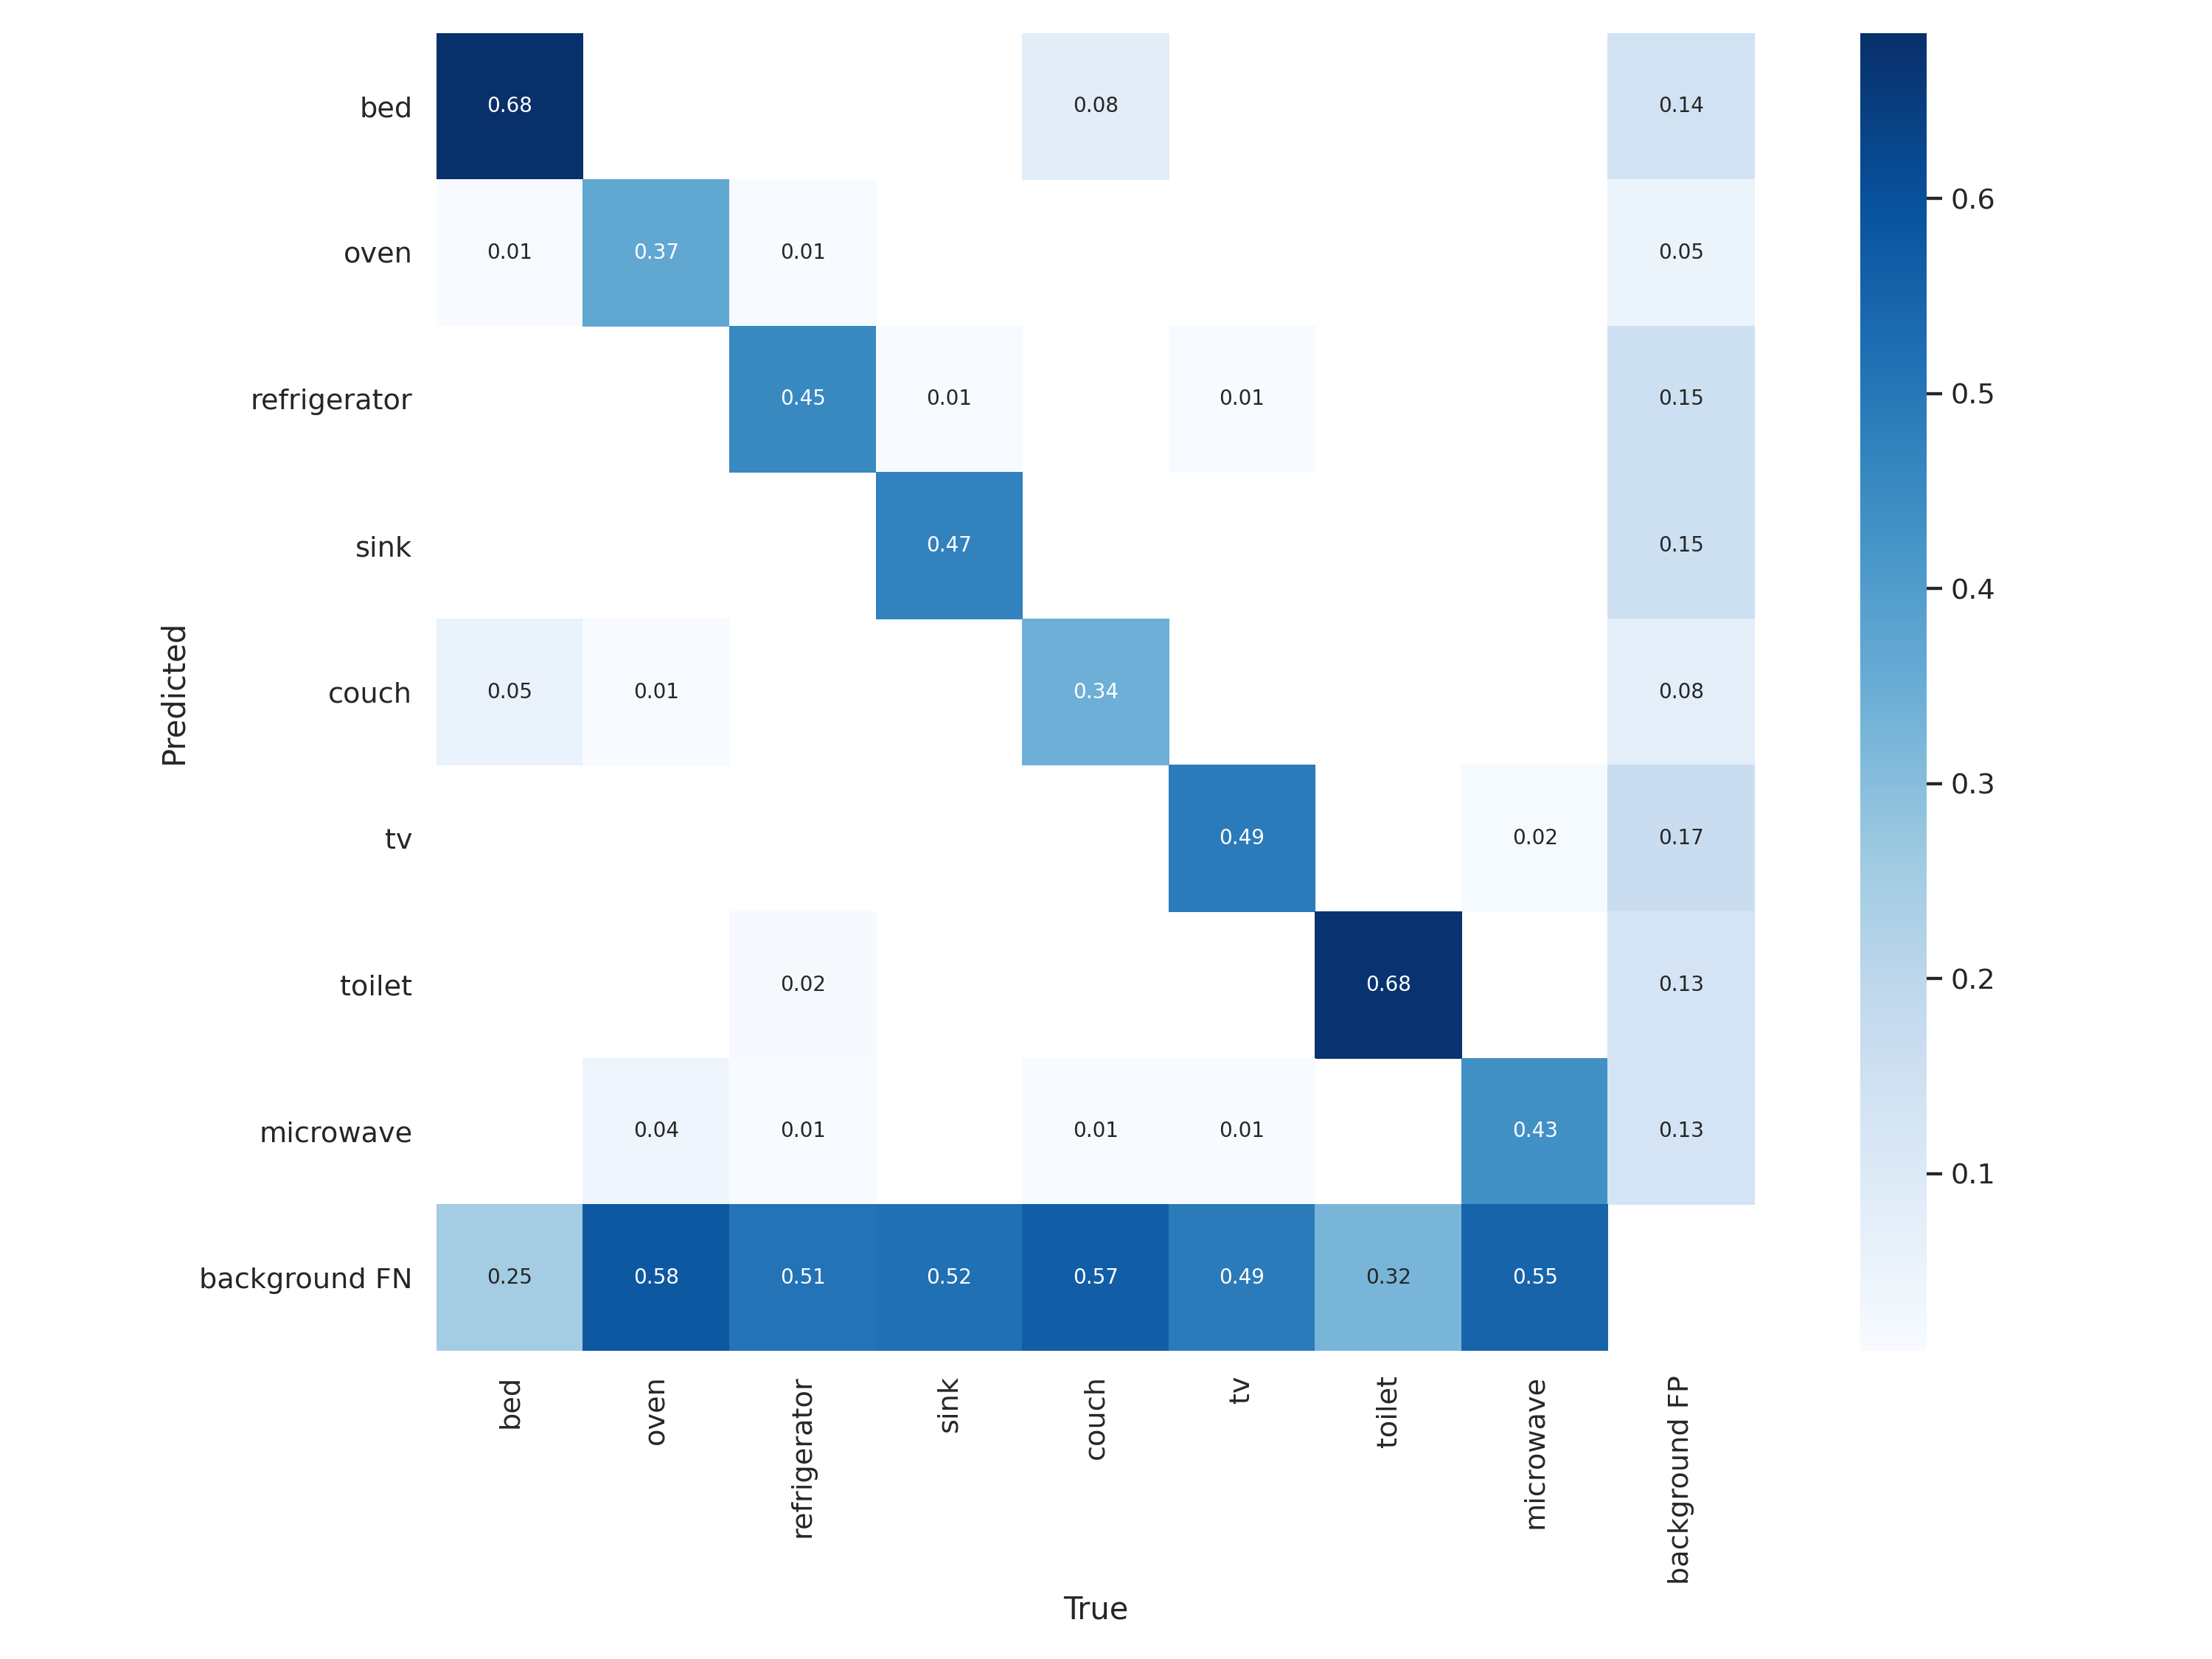 bed 0.68 0.08 0.14
0.6
oven 0.01 0.37 0.01 0.05
0.5
refrigerator 0.45 0.01 0.01 0.15
sink 0.47 0.15
0.4
Predicted
couch 0.05 0.01 0.34 0.08
0.3
tv 0.49 0.02 0.17
0.2
toilet 0.02 0.68 0.13
microwave 0.04 0.01 0.01 0.01 0.43 0.13
0.1
background FN 0.25 0.58 0.51 0.52 0.57 0.49 0.32 0.55
bed
oven
refrigerator
sink
couch
tv
toilet
microwave
background FP
True